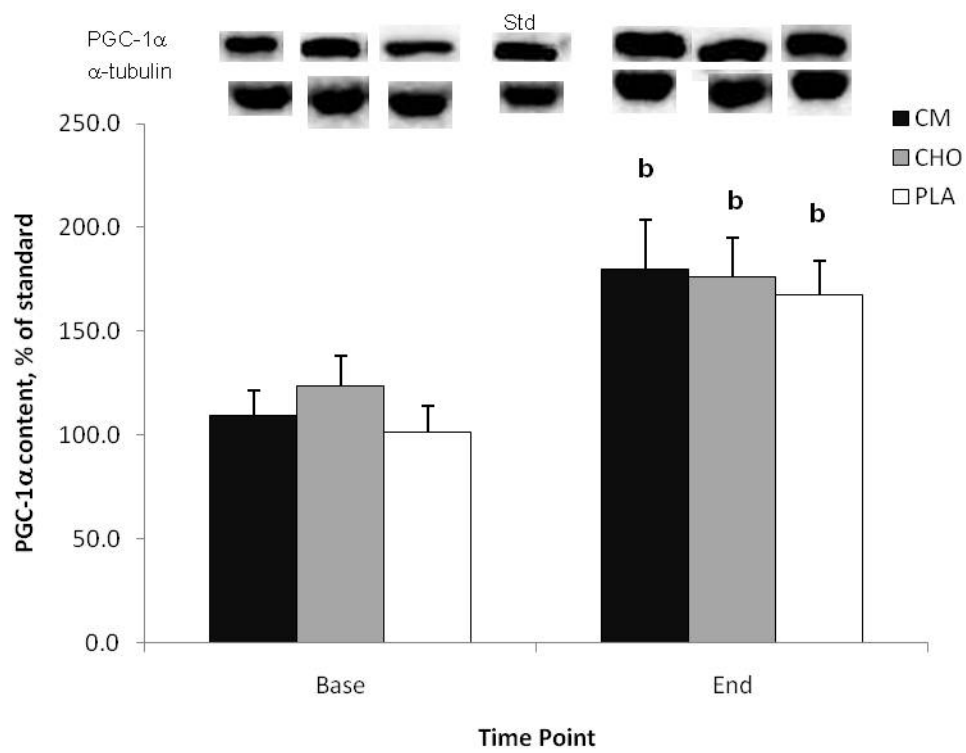 Std
PGC-1α
α-tubulin
250.0
200.0
150.0
100.0
50.0
0.0
PGC-1α content, % of standard
b
b
b
CM
CHO
PLA
Base
End
Time Point